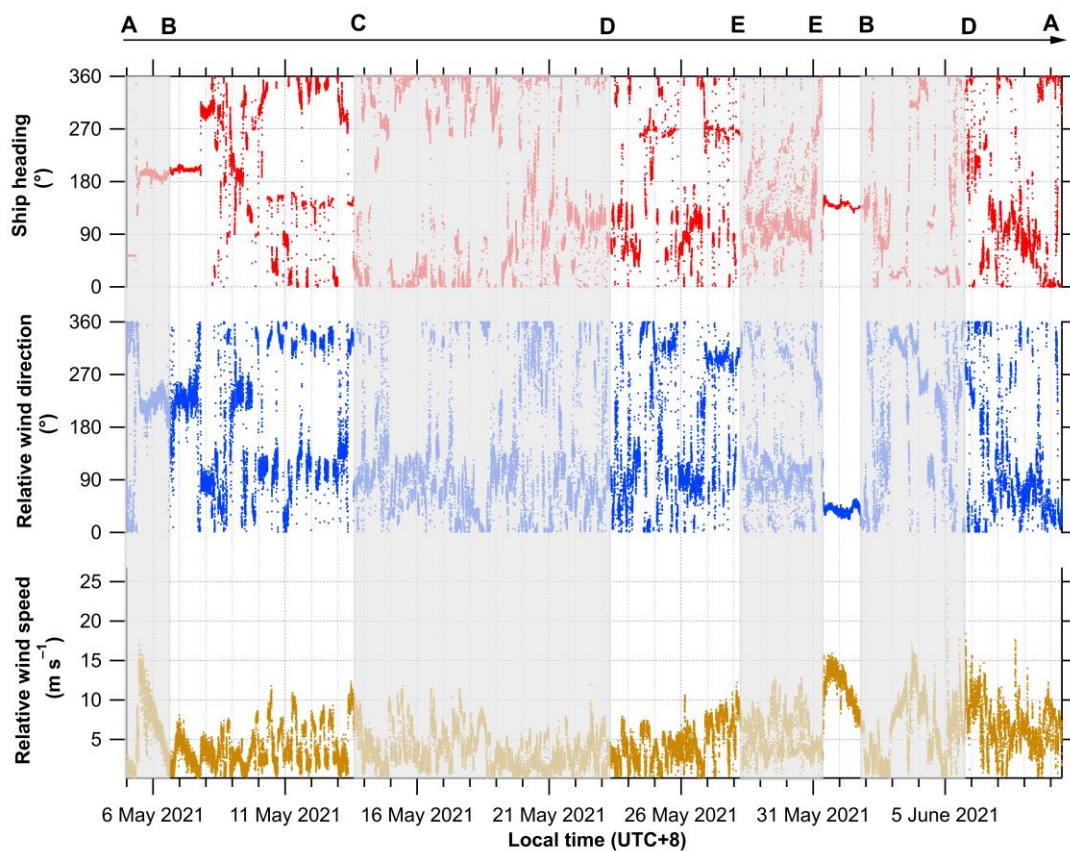 A B C D E E B D A
360
270
180
90
0
Ship heading
(°)
360
270
180
90
0
Relative wind direction
(°)
25
20
15
10
5
Relative wind speed
(m s⁻¹)
6 May 2021 11 May 2021 16 May 2021 21 May 2021 26 May 2021 31 May 2021 5 June 2021
Local time (UTC+8)